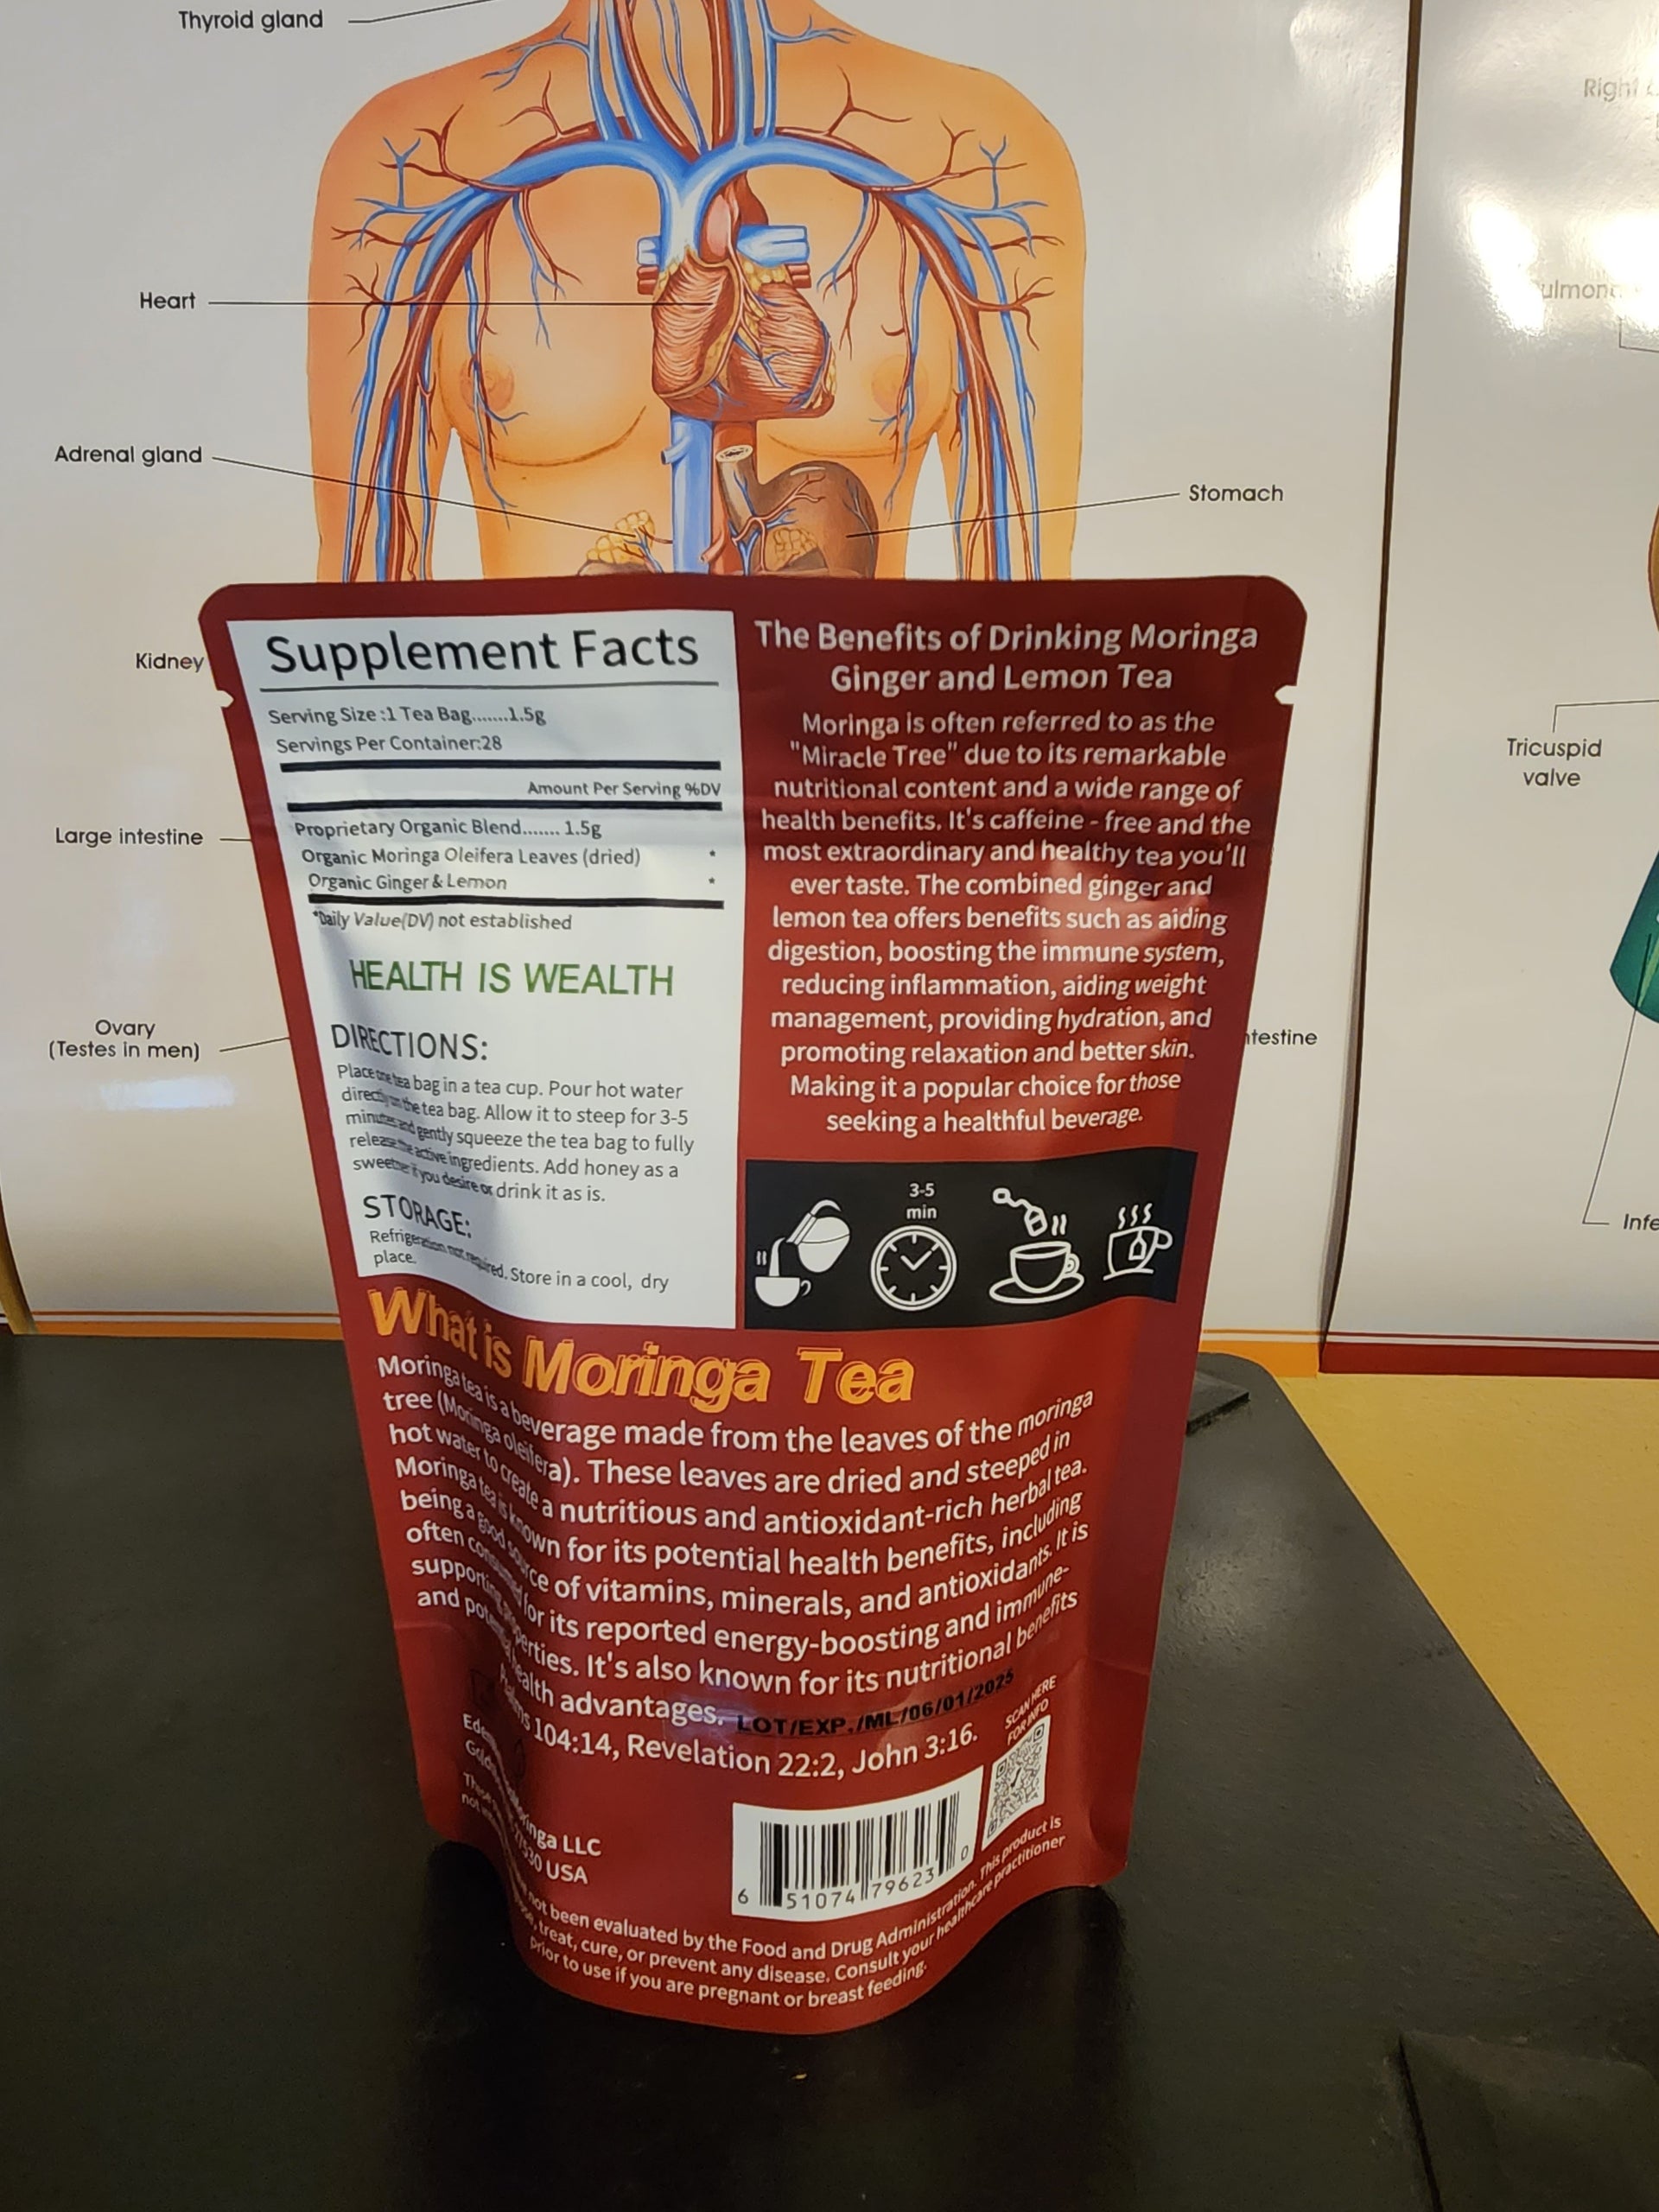 Thyroid gland
Heart
Adrenal gland
Stomach
Kidney
Large intestine
Ovary
(Testes in men)
Tricuspid
valve
Supplement Facts
Serving Size :1 Tea Bag.......1.5g
Servings Per Container:28
Amount Per Serving %DV
Proprietary Organic Blend....... 1.5g
Organic Moringa Oleifera Leaves (dried) *
Organic Ginger & Lemon *
*Daily Value(DV) not established
HEALTH IS WEALTH
DIRECTIONS:
Place one tea bag in a tea cup. Pour hot water
directly on the tea bag. Allow it to steep for 3-5
minutes and gently squeeze the tea bag to fully
release the active ingredients. Add honey as a
sweetner if you desire or drink it as is.
STORAGE:
Refrigeration not required. Store in a cool, dry
place.
The Benefits of Drinking Moringa
Ginger and Lemon Tea
Moringa is often referred to as the
"Miracle Tree" due to its remarkable
nutritional content and a wide range of
health benefits. It's caffeine - free and the
most extraordinary and healthy tea you'll
ever taste. The combined ginger and
lemon tea offers benefits such as aiding
digestion, boosting the immune system,
reducing inflammation, aiding weight
management, providing hydration, and
promoting relaxation and better skin.
Making it a popular choice for those
seeking a healthful beverage.
3-5
min
What is Moringa Tea
Moringa tea is a beverage made from the leaves of the moringa
tree (Moringa oleifera). These leaves are dried and steeped in
hot water to create a nutritious and antioxidant-rich herbal tea.
Moringa tea is known for its potential health benefits, including
being a good source of vitamins, minerals, and antioxidants. It is
often consumed for its reported energy-boosting and immune-
supporting properties. It's also known for its nutritional benefits
and potential health advantages.
LOT/EXP./ML/06/01/2025
Psalms 104:14, Revelation 22:2, John 3:16.
SCAN HERE
FOR INFO
Moringa LLC
USA
6 51074 79623 0
not been evaluated by the Food and Drug Administration. This product is
treat, cure, or prevent any disease. Consult your healthcare practitioner
prior to use if you are pregnant or breast feeding.